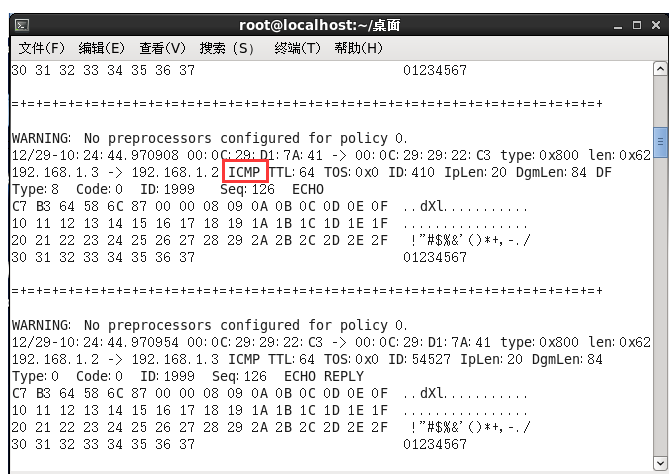 root@localhost:~/桌面
文件(F) 编辑(E) 查看(V) 搜索 (S) 终端(T) 帮助(H)
30 31 32 33 34 35 36 37 01234567
=+=+=+=+=+=+=+=+=+=+=+=+=+=+=+=+=+=+=+=+=+=+=+=+=+=+=+=+=+=+=+=+=+=+=+=+=+
WARNING: No preprocessors configured for policy 0.
12/29-10:24:44.970908 00:0C:29:D1:7A:41 -> 00:0C:29:29:22:C3 type:0x800 len:0x62
192.168.1.3 -> 192.168.1.2 ICMP TTL:64 TOS:0x0 ID:410 IpLen:20 DgmLen:84 DF
Type:8 Code:0 ID:1999 Seq:126 ECHO
C7 B3 64 58 6C 87 00 00 08 09 0A 0B 0C 0D 0E 0F ..dXl...........
10 11 12 13 14 15 16 17 18 19 1A 1B 1C 1D 1E 1F ................
20 21 22 23 24 25 26 27 28 29 2A 2B 2C 2D 2E 2F !"#$%&'()*+,-./
30 31 32 33 34 35 36 37 01234567
=+=+=+=+=+=+=+=+=+=+=+=+=+=+=+=+=+=+=+=+=+=+=+=+=+=+=+=+=+=+=+=+=+=+=+=+=+
WARNING: No preprocessors configured for policy 0.
12/29-10:24:44.970954 00:0C:29:29:22:C3 -> 00:0C:29:D1:7A:41 type:0x800 len:0x62
192.168.1.2 -> 192.168.1.3 ICMP TTL:64 TOS:0x0 ID:54527 IpLen:20 DgmLen:84
Type:0 Code:0 ID:1999 Seq:126 ECHO REPLY
C7 B3 64 58 6C 87 00 00 08 09 0A 0B 0C 0D 0E 0F ..dXl...........
10 11 12 13 14 15 16 17 18 19 1A 1B 1C 1D 1E 1F ................
20 21 22 23 24 25 26 27 28 29 2A 2B 2C 2D 2E 2F !"#$%&'()*+,-./
30 31 32 33 34 35 36 37 01234567